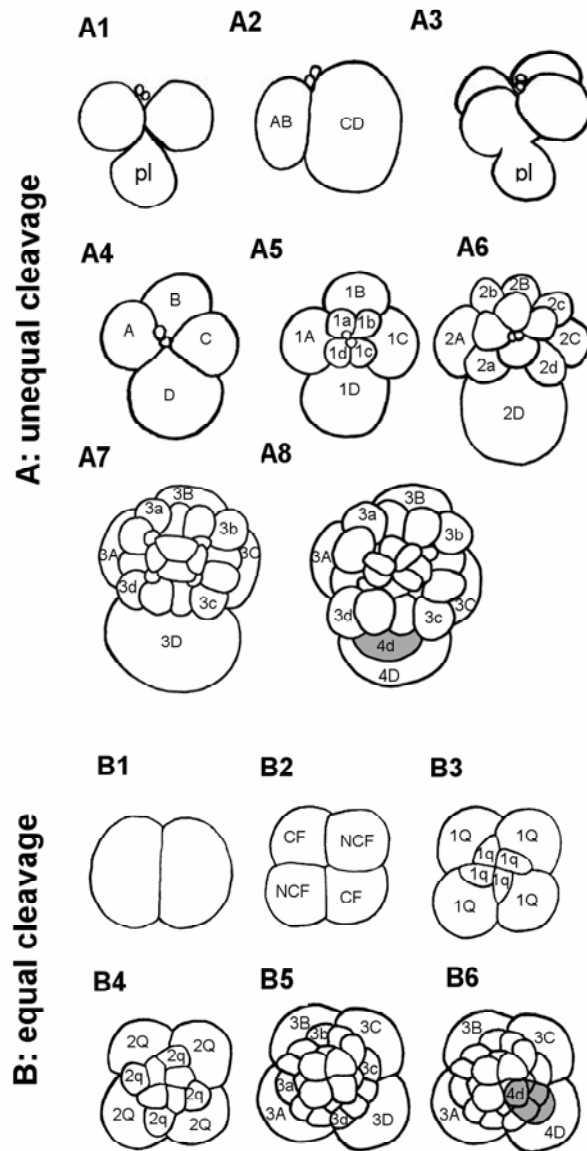 A: unequal cleavage
A1
A2
A3
pl
AB
CD
pl
A4
A5
A6
A
B
C
D
1B
1a
1b
1A
1C
1d
1c
1D
2b
2B
2c
2A
2C
2a
2d
2D
A7
A8
3B
3a
3b
3A
3C
3d
3c
3D
3B
3a
3b
3A
3C
3d
3c
4d
4D
B: equal cleavage
B1
B2
B3
CF
NCF
NCF
CF
1Q
1Q
1q
1q
1q
1q
1Q
1Q
B4
B5
B6
2Q
2Q
2q
2q
2q
2Q
2q
2Q
3B
3b
3C
3c
3a
3A
3d
3D
3B
3C
4d
3A
4D